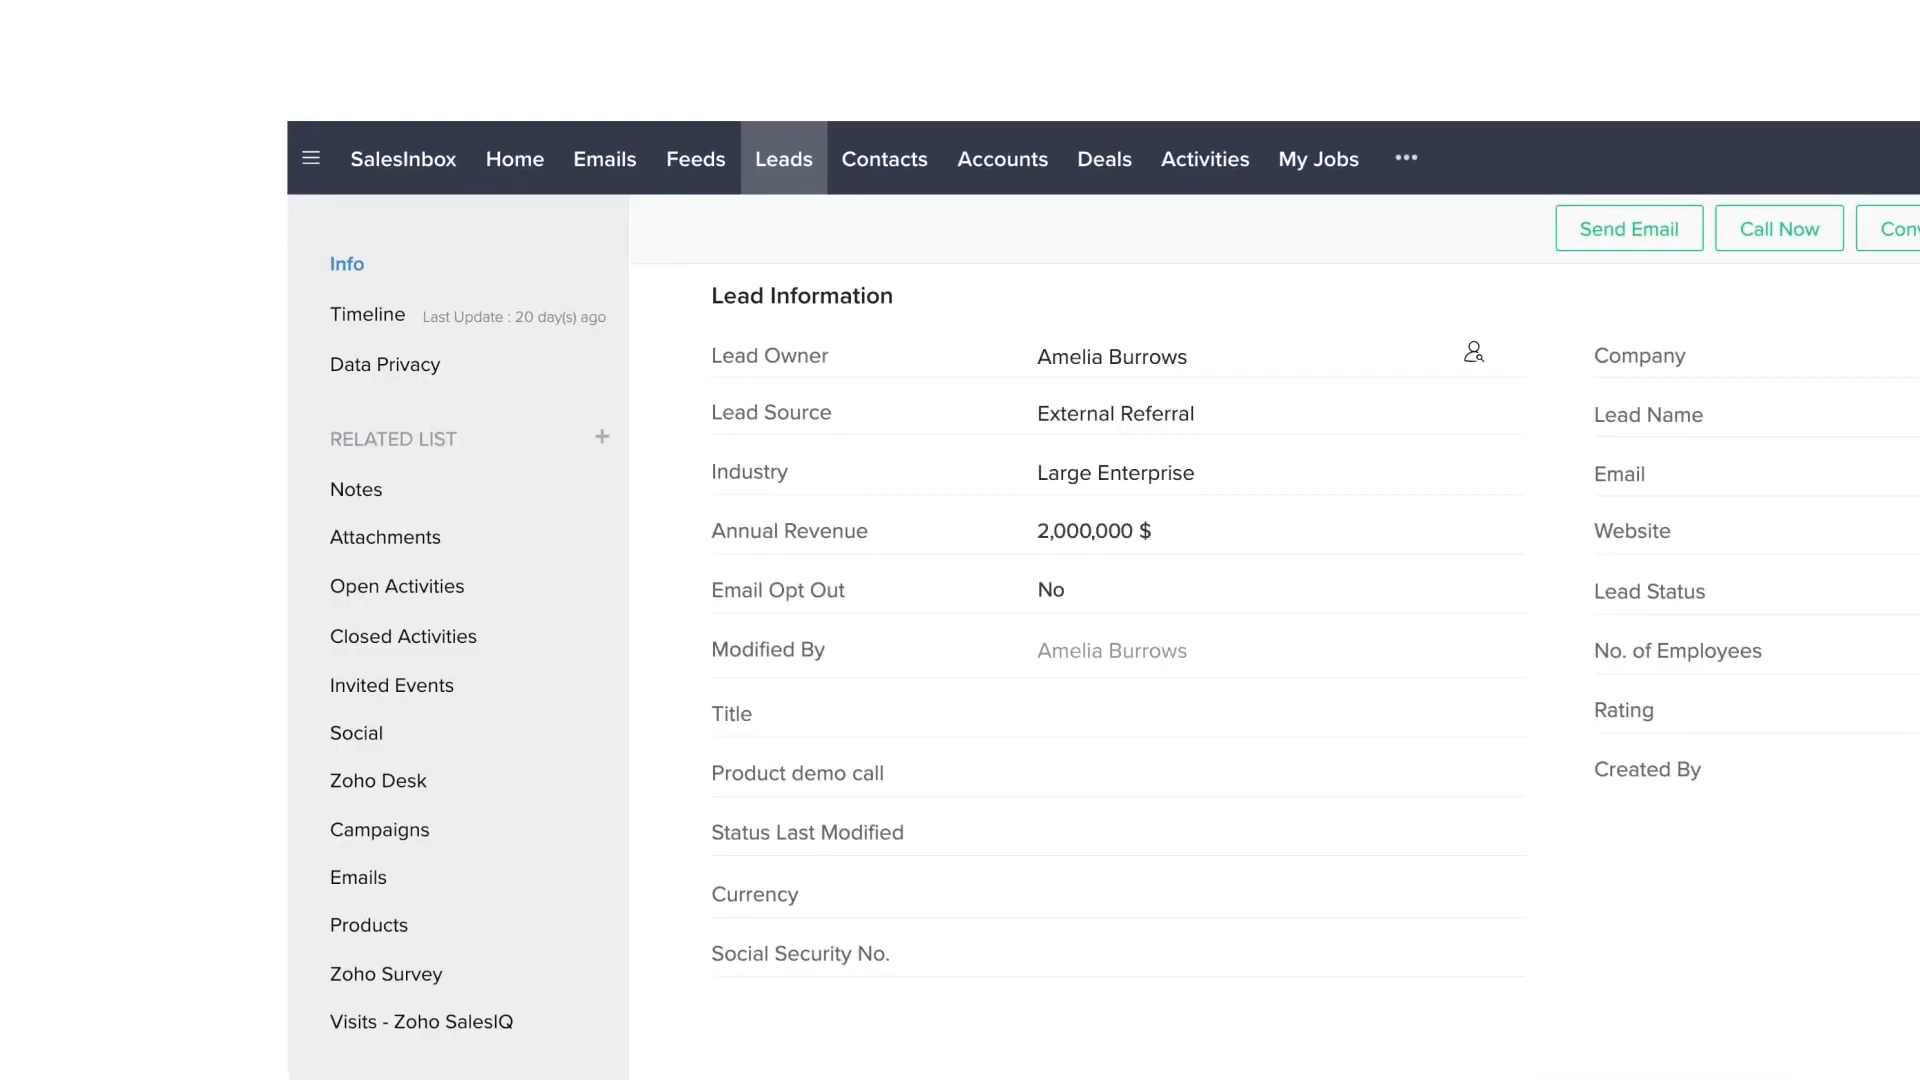 SalesInbox Home Emails Feeds Leads Contacts Accounts Deals Activities My Jobs •••
Send Email Call Now
Info
Timeline Last Update : 20 day(s) ago
Data Privacy
RELATED LIST +
Notes
Attachments
Open Activities
Closed Activities
Invited Events
Social
Zoho Desk
Campaigns
Emails
Products
Zoho Survey
Visits - Zoho SalesIQ
Lead Information
Lead Owner Amelia Burrows
Lead Source External Referral
Industry Large Enterprise
Annual Revenue 2,000,000 $
Email Opt Out No
Modified By Amelia Burrows
Title
Product demo call
Status Last Modified
Currency
Social Security No.
Company
Lead Name
Email
Website
Lead Status
No. of Employees
Rating
Created By